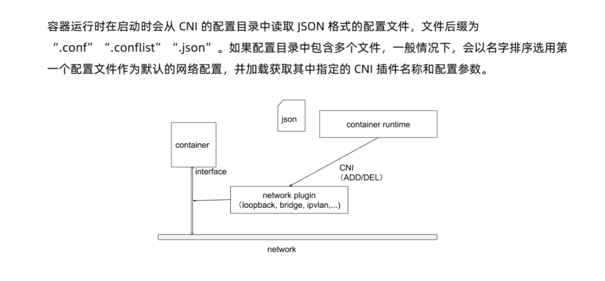 容器运行时在启动时会从 CNI 的配置目录中读取 JSON 格式的配置文件，文件后缀为
“.conf” “.conflist” “.json”。如果配置目录中包含多个文件，一般情况下，会以名字排序选用第
一个配置文件作为默认的网络配置，并加载获取其中指定的 CNI 插件名称和配置参数。
json
container runtime
container
interface
CNI
（ADD/DEL）
network plugin
（loopback, bridge, ipvlan,...)
network